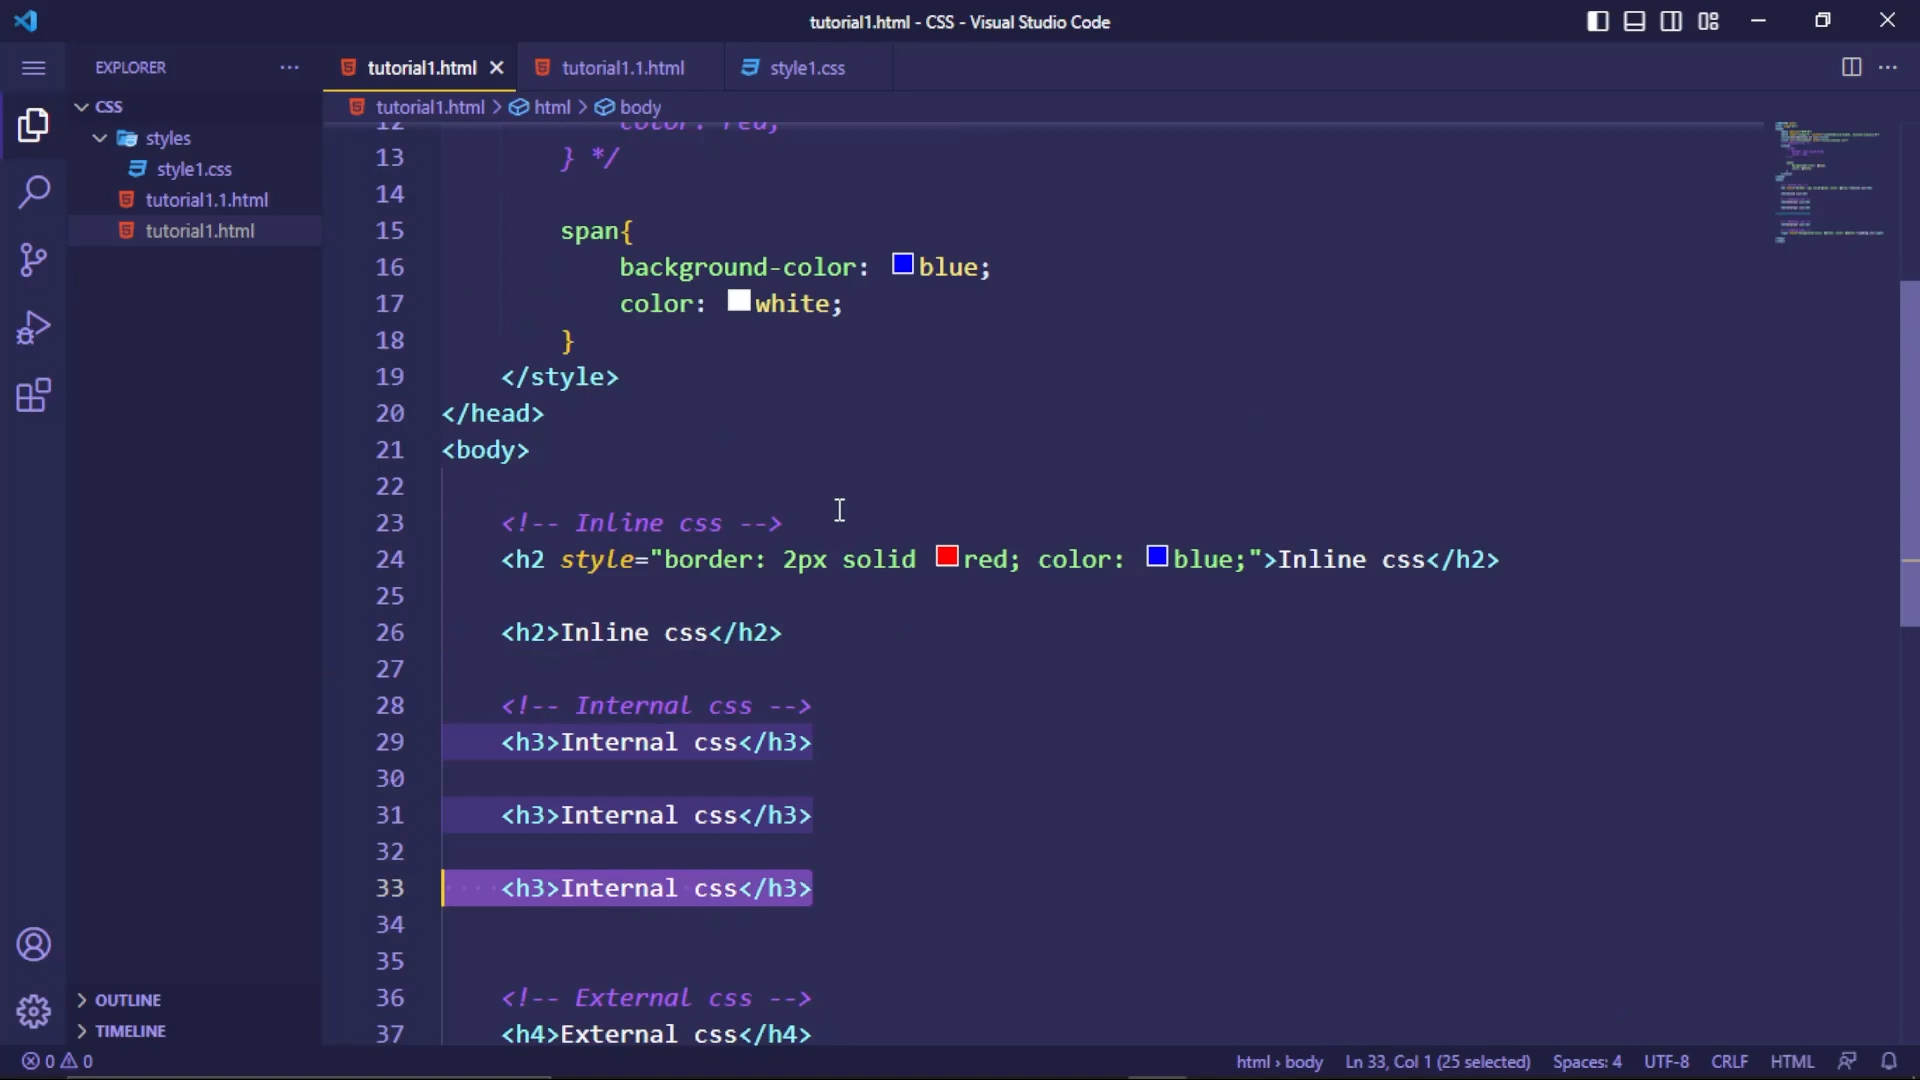 tutorial1.html - CSS - Visual Studio Code
EXPLORER
tutorial1.html
tutorial1.1.html
style1.css
CSS
styles
style1.css
tutorial1.1.html
tutorial1.html
OUTLINE
TIMELINE
tutorial1.html > html > body
12 color: red;
13 } */
14
15 span{
16 background-color: blue;
17 color: white;
18 }
19 </style>
20 </head>
21 <body>
22
23 <!-- Inline css -->
24 <h2 style="border: 2px solid red; color: blue;">Inline css</h2>
25
26 <h2>Inline css</h2>
27
28 <!-- Internal css -->
29 <h3>Internal css</h3>
30
31 <h3>Internal css</h3>
32
33 <h3>Internal css</h3>
34
35
36 <!-- External css -->
37 <h4>External css</h4>
0 0 html › body Ln 33, Col 1 (25 selected) Spaces: 4 UTF-8 CRLF HTML